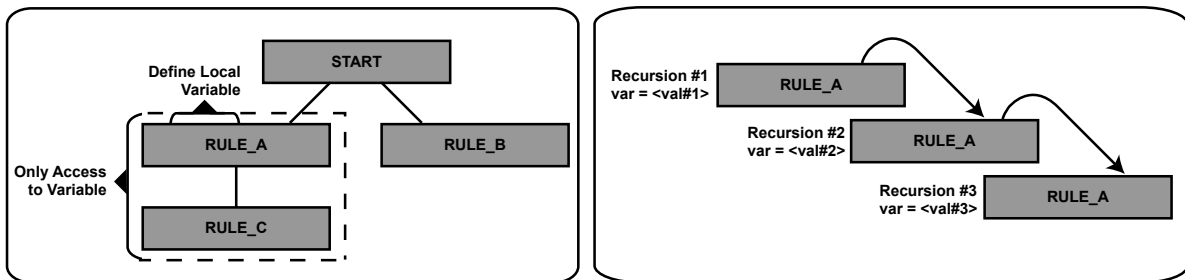 START
Define Local
Variable
RULE_A
RULE_B
Only Access
to Variable
RULE_C
Recursion #1
var = <val#1>
RULE_A
Recursion #2
var = <val#2>
RULE_A
Recursion #3
var = <val#3>
RULE_A